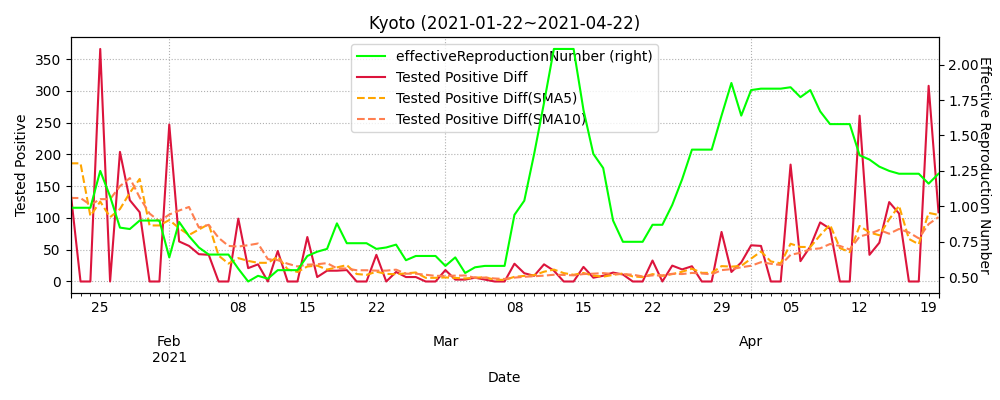 Kyoto (2021-01-22~2021-04-22)
effectiveReproductionNumber (right)
Tested Positive Diff
Tested Positive Diff(SMA5)
Tested Positive Diff(SMA10)
Tested Positive
350
300
250
200
150
100
50
0
Effective Reproduction Number
2.00
1.75
1.50
1.25
1.00
0.75
0.50
25 08 15 22 08 15 22 29 05 12 19
Feb Mar Apr
2021
Date